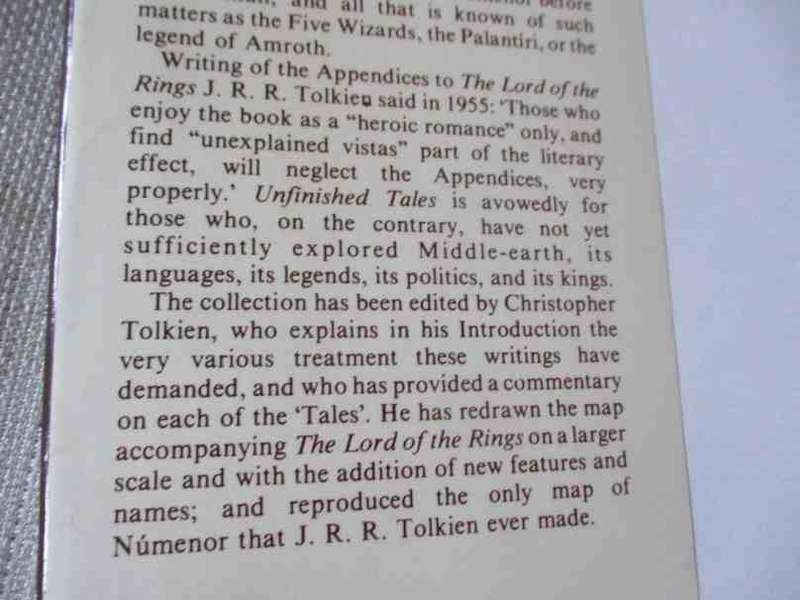 and all that is known of such
matters as the Five Wizards, the Palantíri, or the
legend of Amroth.
Writing of the Appendices to The Lord of the
Rings J. R. R. Tolkien said in 1955: 'Those who
enjoy the book as a "heroic romance" only, and
find "unexplained vistas" part of the literary
effect, will neglect the Appendices, very
properly.' Unfinished Tales is avowedly for
those who, on the contrary, have not yet
sufficiently explored Middle-earth, its
languages, its legends, its politics, and its kings.
The collection has been edited by Christopher
Tolkien, who explains in his Introduction the
very various treatment these writings have
demanded, and who has provided a commentary
on each of the 'Tales'. He has redrawn the map
accompanying The Lord of the Rings on a larger
scale and with the addition of new features and
names; and reproduced the only map of
Númenor that J. R. R. Tolkien ever made.